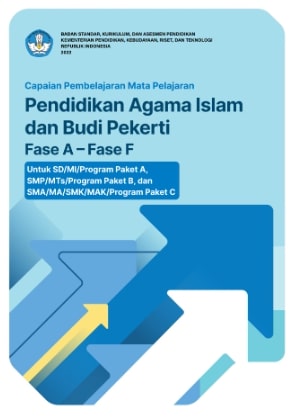 BADAN STANDAR, KURIKULUM, DAN ASESMEN PENDIDIKAN
KEMENTERIAN PENDIDIKAN, KEBUDAYAAN, RISET, DAN TEKNOLOGI
REPUBLIK INDONESIA
2022
Capaian Pembelajaran Mata Pelajaran
Pendidikan Agama Islam
dan Budi Pekerti
Fase A – Fase F
Untuk SD/MI/Program Paket A,
SMP/MTs/Program Paket B, dan
SMA/MA/SMK/MAK/Program Paket C